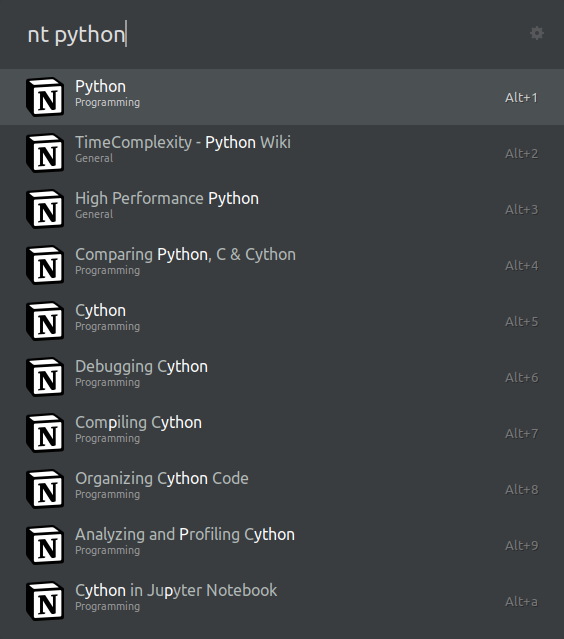 nt python
Python
Programming
Alt+1
TimeComplexity - Python Wiki
General
Alt+2
High Performance Python
General
Alt+3
Comparing Python, C & Cython
Programming
Alt+4
Cython
Programming
Alt+5
Debugging Cython
Programming
Alt+6
Compiling Cython
Programming
Alt+7
Organizing Cython Code
Programming
Alt+8
Analyzing and Profiling Cython
Programming
Alt+9
Cython in Jupyter Notebook
Programming
Alt+a